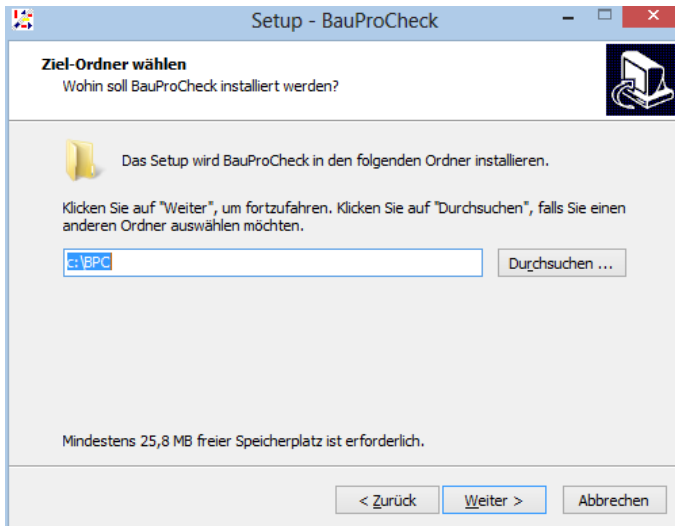 Setup - BauProCheck
Ziel-Ordner wählen
Wohin soll BauProCheck installiert werden?
Das Setup wird BauProCheck in den folgenden Ordner installieren.
Klicken Sie auf "Weiter", um fortzufahren. Klicken Sie auf "Durchsuchen", falls Sie einen
anderen Ordner auswählen möchten.
c:\BPC
Durchsuchen ...
Mindestens 25,8 MB freier Speicherplatz ist erforderlich.
< Zurück
Weiter >
Abbrechen